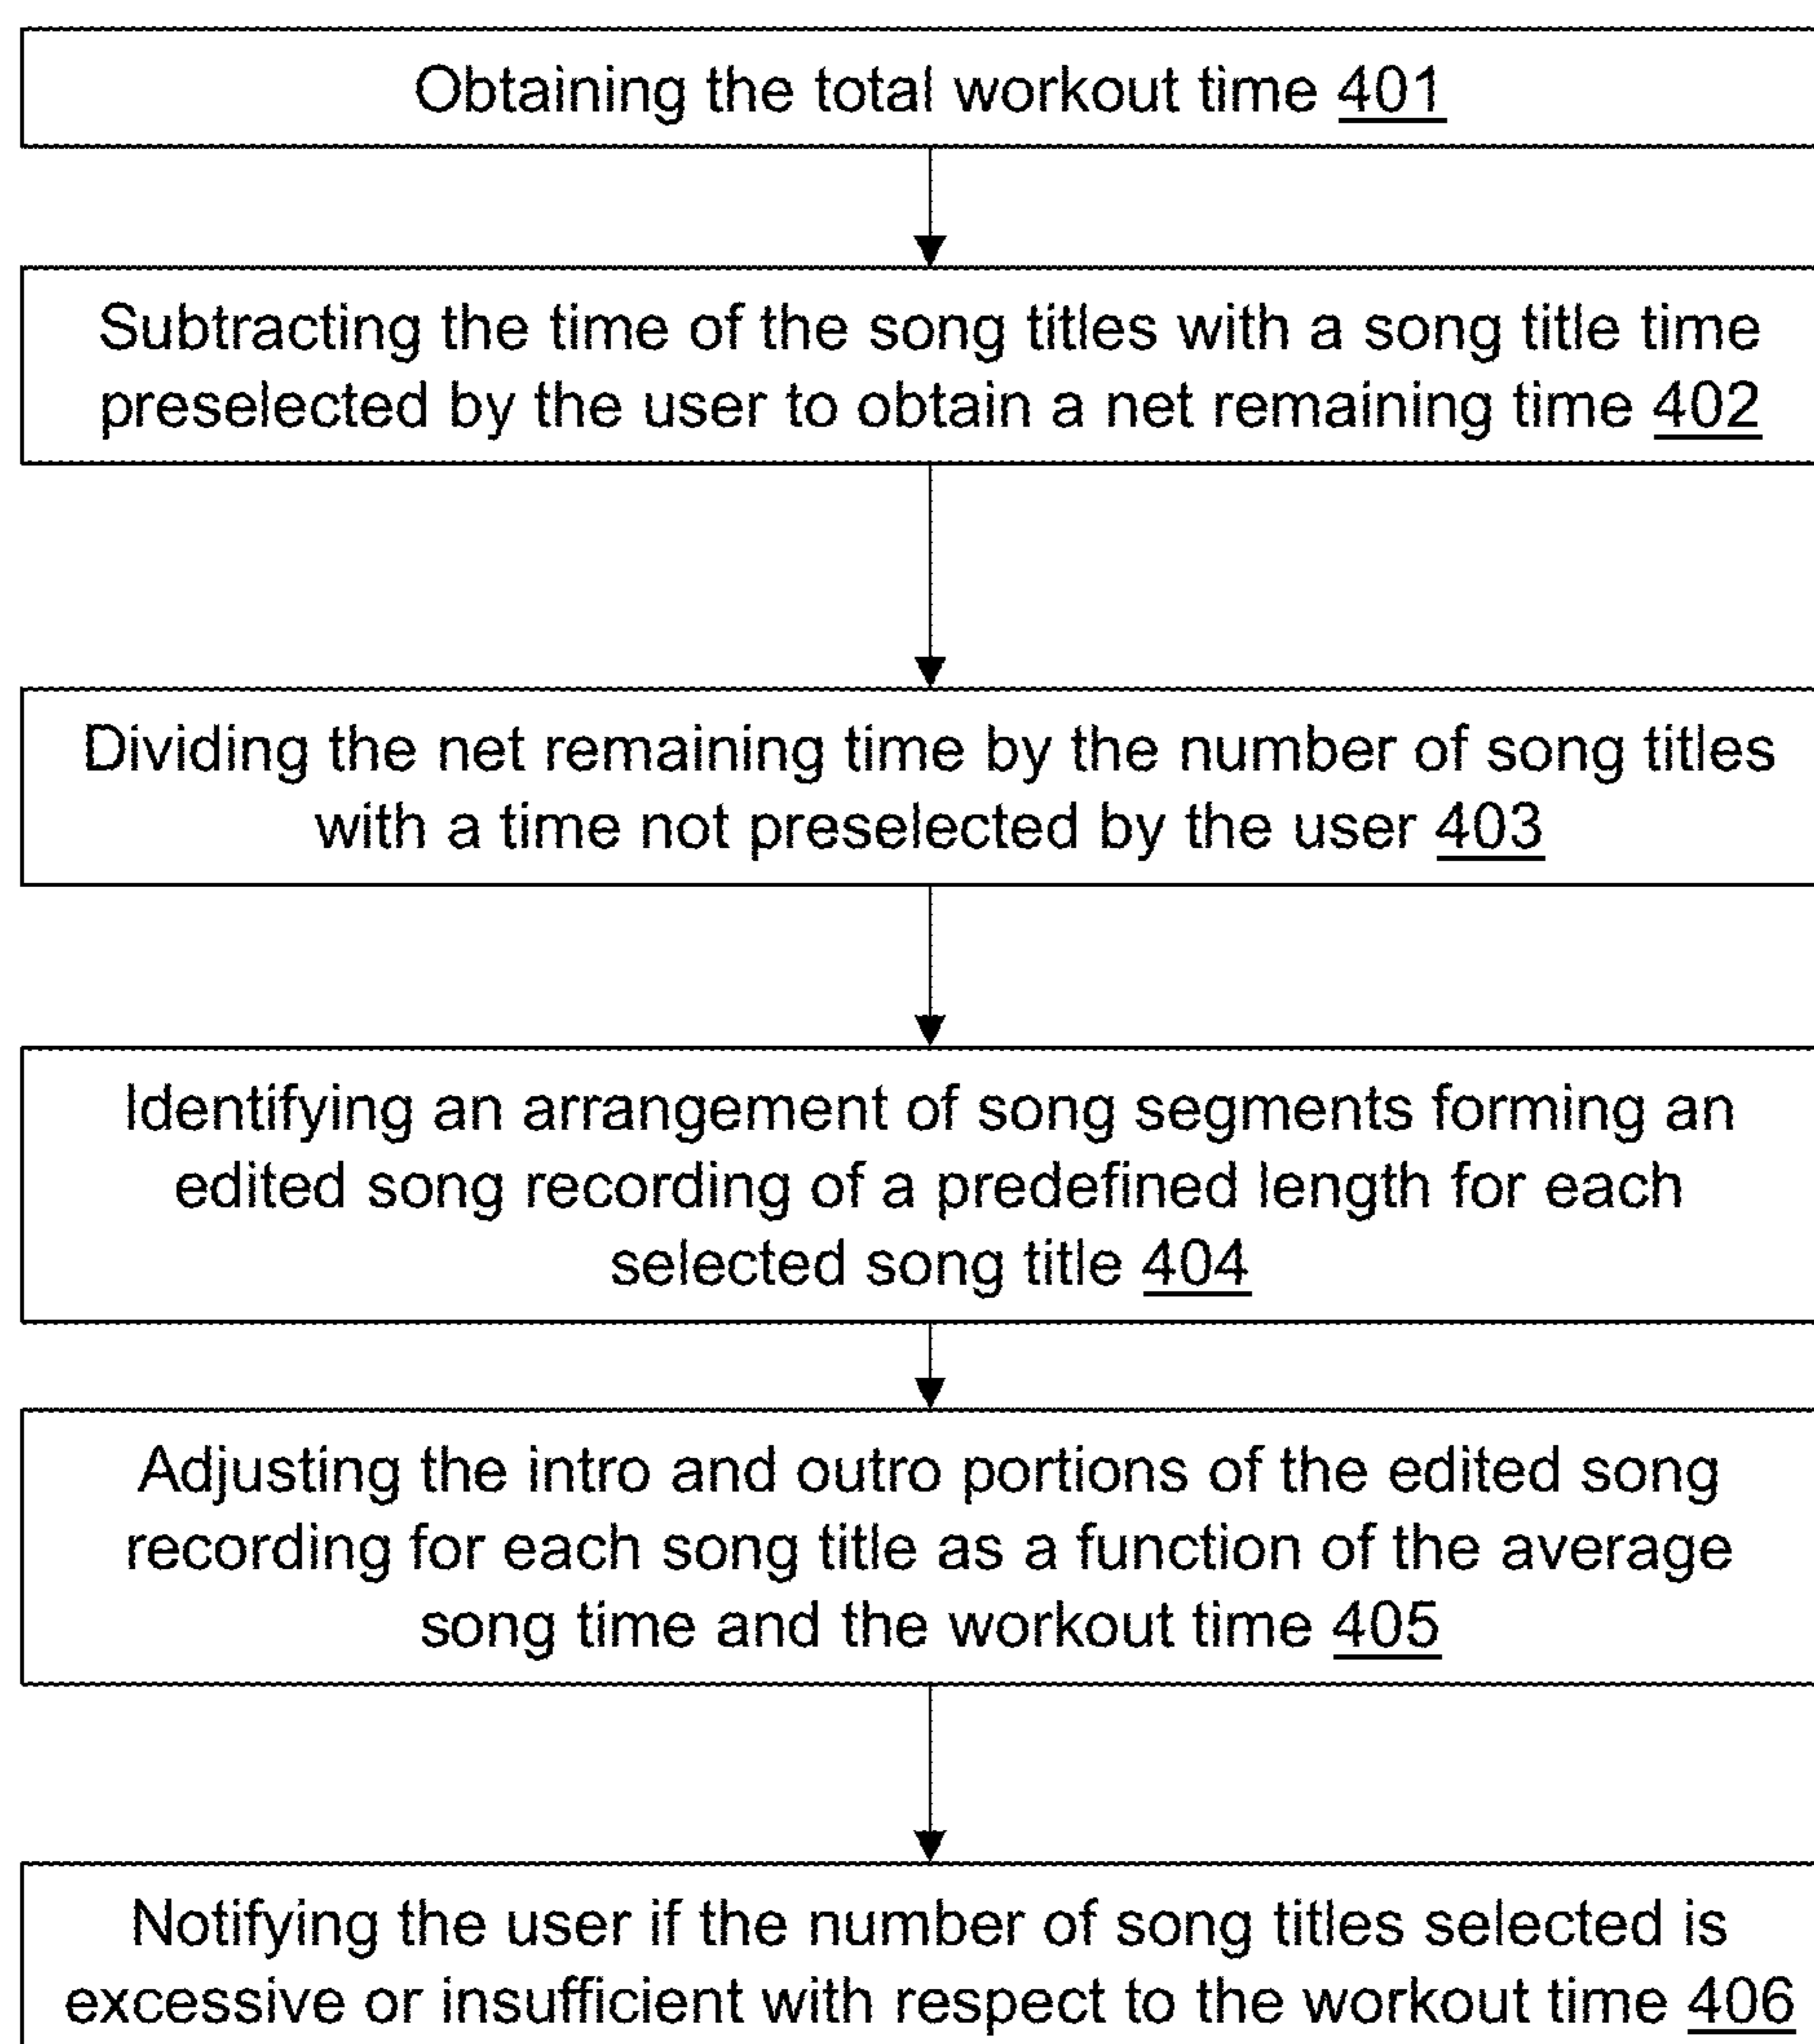 Obtaining the total workout time 401
Subtracting the time of the song titles with a song title time
preselected by the user to obtain a net remaining time 402
Dividing the net remaining time by the number of song titles
with a time not preselected by the user 403
Identifying an arrangement of song segments forming an
edited song recording of a predefined length for each
selected song title 404
Adjusting the intro and outro portions of the edited song
recording for each song title as a function of the average
song time and the workout time 405
Notifying the user if the number of song titles selected is
excessive or insufficient with respect to the workout time 406